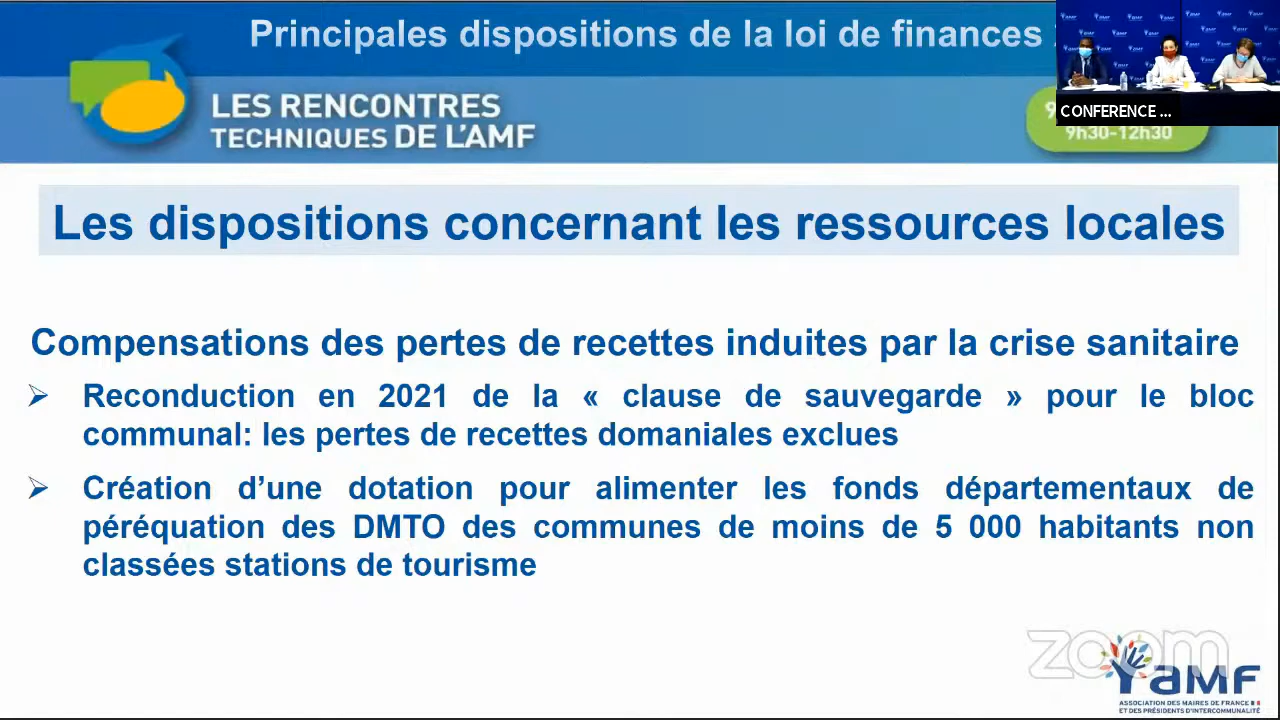 Principales dispositions de la loi de finances
LES RENCONTRES
TECHNIQUES DE L'AMF
CONFERENCE ...
9h30-12h30
Les dispositions concernant les ressources locales
Compensations des pertes de recettes induites par la crise sanitaire
➢ Reconduction en 2021 de la « clause de sauvegarde » pour le bloc
communal: les pertes de recettes domaniales exclues
➢ Création d’une dotation pour alimenter les fonds départementaux de
péréquation des DMTO des communes de moins de 5 000 habitants non
classées stations de tourisme
zoom
AMF
ASSOCIATION DES MAIRES DE FRANCE
ET DES PRÉSIDENTS D'INTERCOMMUNALITÉ